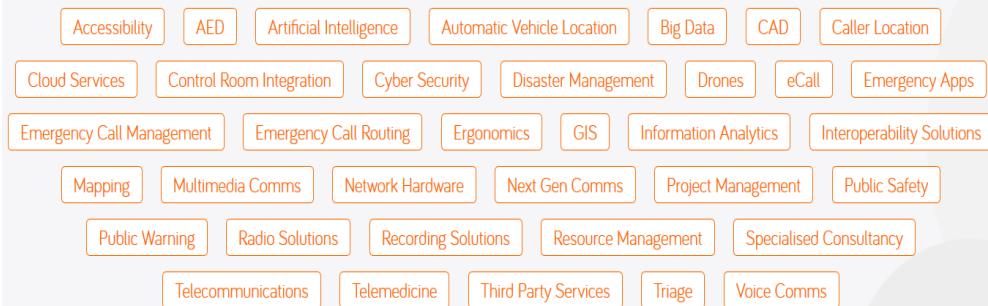 Accessibility AED Artificial Intelligence Automatic Vehicle Location Big Data CAD Caller Location
Cloud Services Control Room Integration Cyber Security Disaster Management Drones eCall Emergency Apps
Emergency Call Management Emergency Call Routing Ergonomics GIS Information Analytics Interoperability Solutions
Mapping Multimedia Comms Network Hardware Next Gen Comms Project Management Public Safety
Public Warning Radio Solutions Recording Solutions Resource Management Specialised Consultancy
Telecommunications Telemedicine Third Party Services Triage Voice Comms